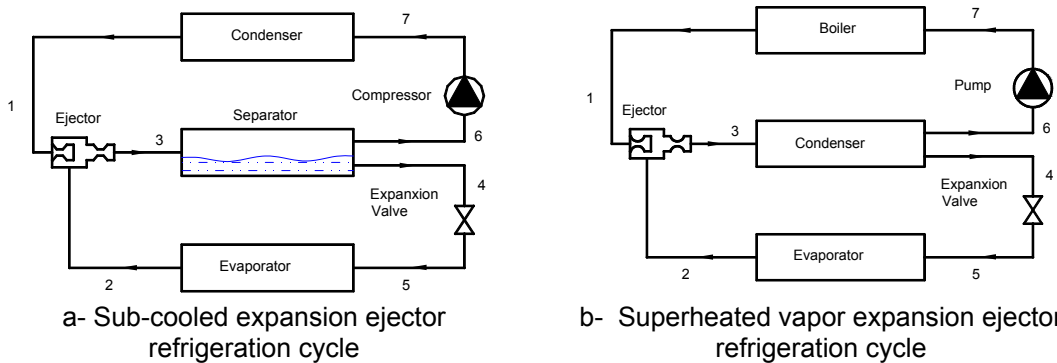 7
Condenser
Compressor
1
Ejector
Separator
3
6
4
Expanxion
Valve
Evaporator
2
5
a- Sub-cooled expansion ejector
refrigeration cycle
7
Boiler
Pump
1
Ejector
3
6
Condenser
4
Expanxion
Valve
Evaporator
2
5
b- Superheated vapor expansion ejector
refrigeration cycle